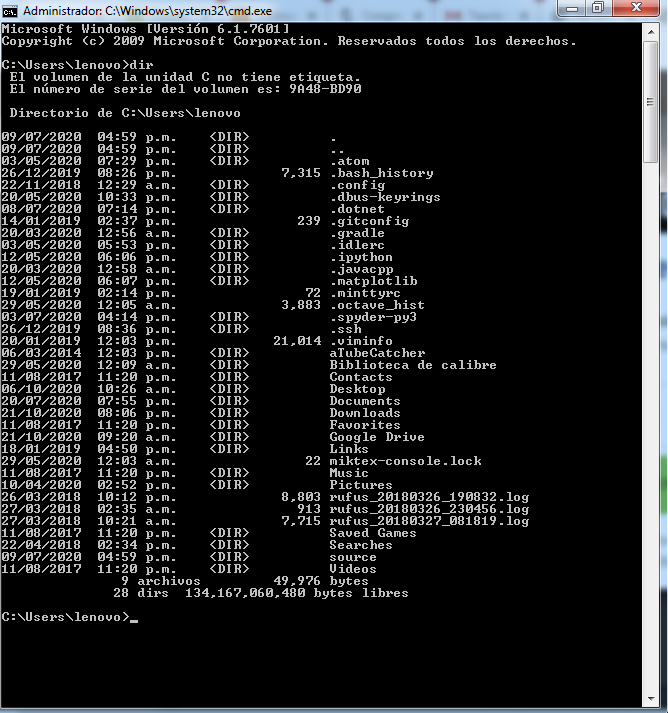 Administrador: C:\Windows\system32\cmd.exe
Microsoft Windows [Versión 6.1.7601]
Copyright (c) 2009 Microsoft Corporation. Reservados todos los derechos.
C:\Users\lenovo>dir
El volumen de la unidad C no tiene etiqueta.
El número de serie del volumen es: 9A48-BD90
Directorio de C:\Users\lenovo
09/07/2020  04:59 p.m.    <DIR>          .
09/07/2020  04:59 p.m.    <DIR>          ..
03/05/2020  07:29 p.m.    <DIR>          .atom
26/12/2019  08:26 p.m.             7,315 .bash_history
22/11/2018  12:29 a.m.    <DIR>          .config
20/05/2020  10:33 p.m.    <DIR>          .dbus-keyrings
08/07/2020  07:14 p.m.    <DIR>          .dotnet
14/01/2019  02:37 p.m.               239 .gitconfig
20/03/2020  12:56 a.m.    <DIR>          .gradle
03/05/2020  05:53 p.m.    <DIR>          .idlerc
12/05/2020  06:06 p.m.    <DIR>          .ipython
20/03/2020  12:58 a.m.    <DIR>          .javacpp
12/05/2020  06:07 p.m.    <DIR>          .matplotlib
19/01/2019  02:14 p.m.                72 .minttyrc
29/05/2020  12:05 a.m.             3,883 .octave_hist
03/07/2020  04:14 p.m.    <DIR>          .spyder-py3
26/12/2019  08:36 p.m.    <DIR>          .ssh
20/01/2019  12:03 p.m.            21,014 .viminfo
06/03/2014  12:03 p.m.    <DIR>          aTubeCatcher
29/05/2020  12:09 a.m.    <DIR>          Biblioteca de calibre
11/08/2017  11:20 p.m.    <DIR>          Contacts
06/10/2020  10:26 a.m.    <DIR>          Desktop
20/07/2020  07:55 p.m.    <DIR>          Documents
21/10/2020  08:06 p.m.    <DIR>          Downloads
11/08/2017  11:20 p.m.    <DIR>          Favorites
21/10/2020  09:20 a.m.    <DIR>          Google Drive
18/01/2019  04:50 p.m.    <DIR>          Links
29/05/2020  12:03 a.m.                22 miktex-console.lock
11/08/2017  11:20 p.m.    <DIR>          Music
10/04/2020  02:52 p.m.    <DIR>          Pictures
26/03/2018  10:12 p.m.             8,803 rufus_20180326_190832.log
27/03/2018  02:35 a.m.               913 rufus_20180326_230456.log
27/03/2018  10:21 a.m.             7,715 rufus_20180327_081819.log
11/08/2017  11:20 p.m.    <DIR>          Saved Games
22/04/2018  02:34 p.m.    <DIR>          Searches
09/07/2020  04:59 p.m.    <DIR>          source
11/08/2017  11:20 p.m.    <DIR>          Videos
9 archivos         49,976 bytes
28 dirs  134,167,060,480 bytes libres
C:\Users\lenovo>_